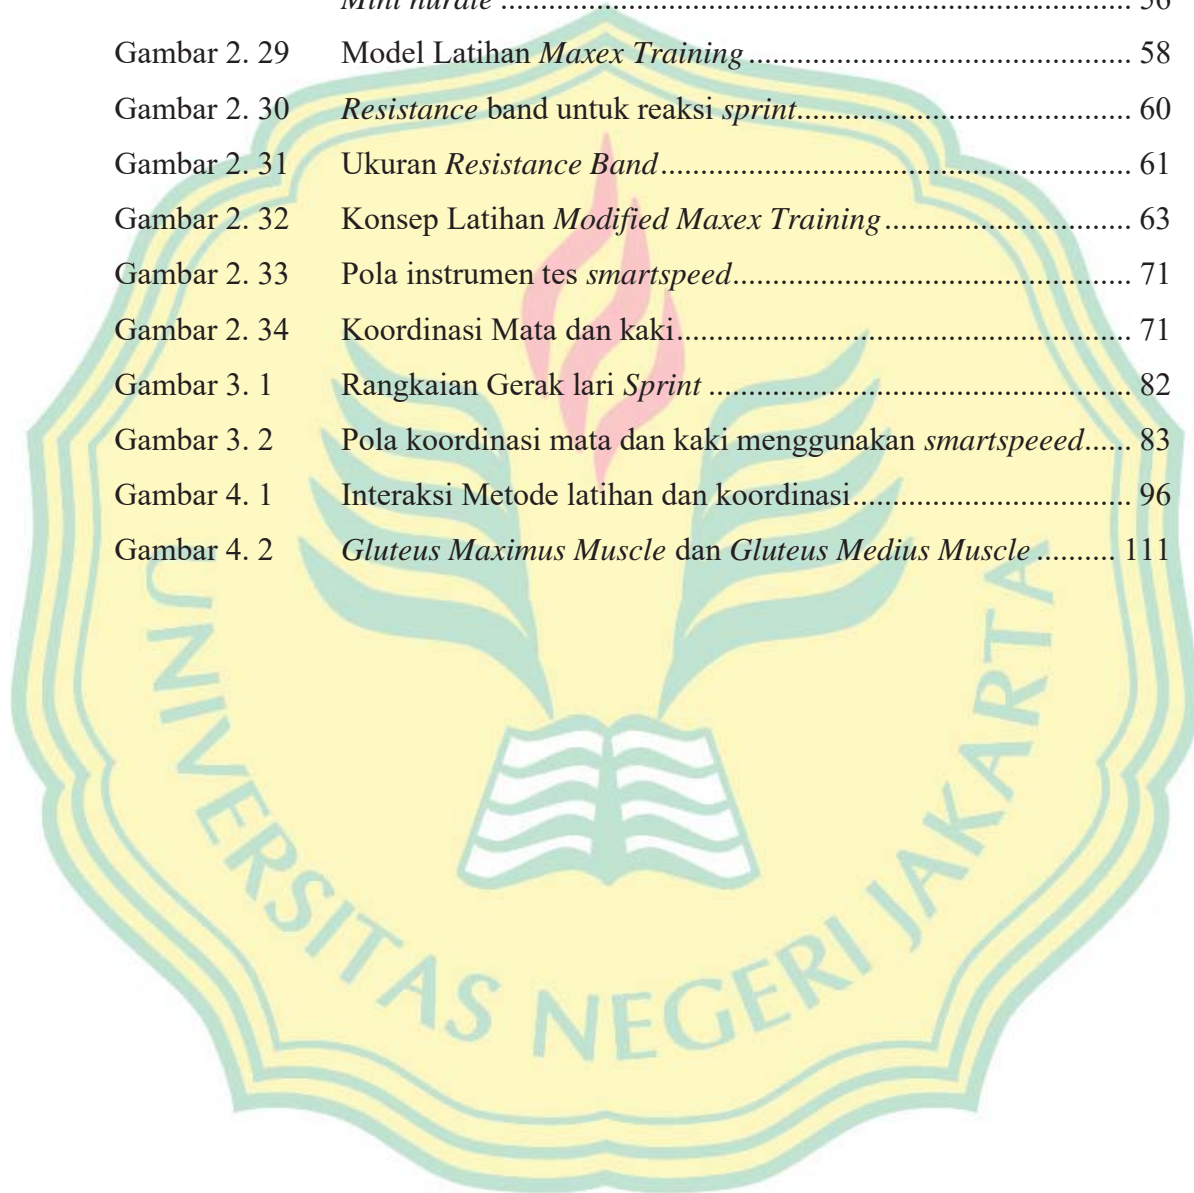 Mini hurdle ........................................................................ 56
Gambar 2. 29 Model Latihan Maxex Training ................................................ 58
Gambar 2. 30 Resistance band untuk reaksi sprint.......................................... 60
Gambar 2. 31 Ukuran Resistance Band........................................................... 61
Gambar 2. 32 Konsep Latihan Modified Maxex Training ............................... 63
Gambar 2. 33 Pola instrumen tes smartspeed.................................................. 71
Gambar 2. 34 Koordinasi Mata dan kaki......................................................... 71
Gambar 3. 1 Rangkaian Gerak lari Sprint ..................................................... 82
Gambar 3. 2 Pola koordinasi mata dan kaki menggunakan smartspeeed...... 83
Gambar 4. 1 Interaksi Metode latihan dan koordinasi................................... 96
Gambar 4. 2 Gluteus Maximus Muscle dan Gluteus Medius Muscle .......... 111
UNIVERSITAS NEGERI JAKARTA